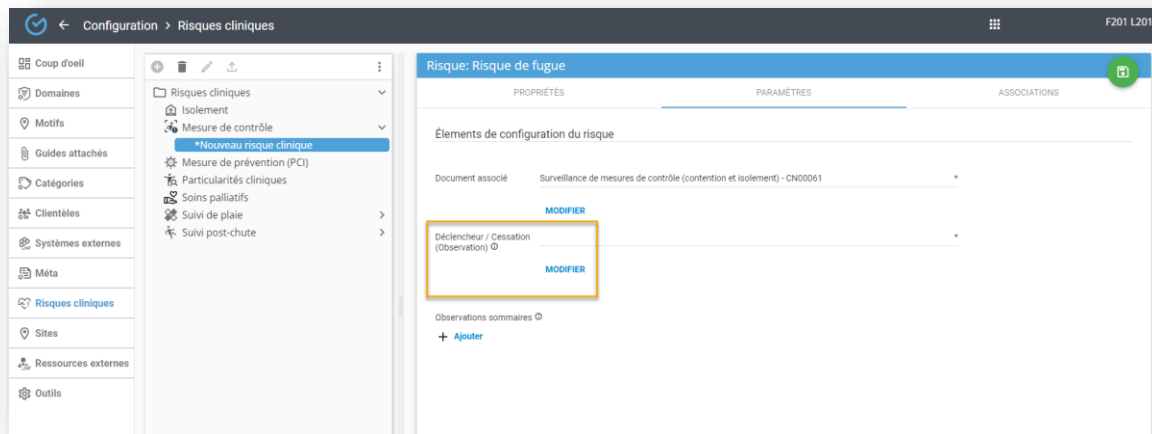 Configuration > Risques cliniques
F201 L201
Coup d'oeil
Domaines
Motifs
Guides attachés
Catégories
Clientèles
Systèmes externes
Méta
Risques cliniques
Sites
Ressources externes
Outils
Risques cliniques
Isolement
Mesure de contrôle
*Nouveau risque clinique
Mesure de prévention (PCI)
Particularités cliniques
Soins palliatifs
Suivi de plaie
Suivi post-chute
Risque: Risque de fugue
PROPRIÉTÉS PARAMÈTRES ASSOCIATIONS
Élements de configuration du risque
Document associé Surveillance de mesures de contrôle (contention et isolement) - CN00061 *
MODIFIER
Déclencheur / Cessation *
(Observation)
MODIFIER
Observations sommaires
+ Ajouter